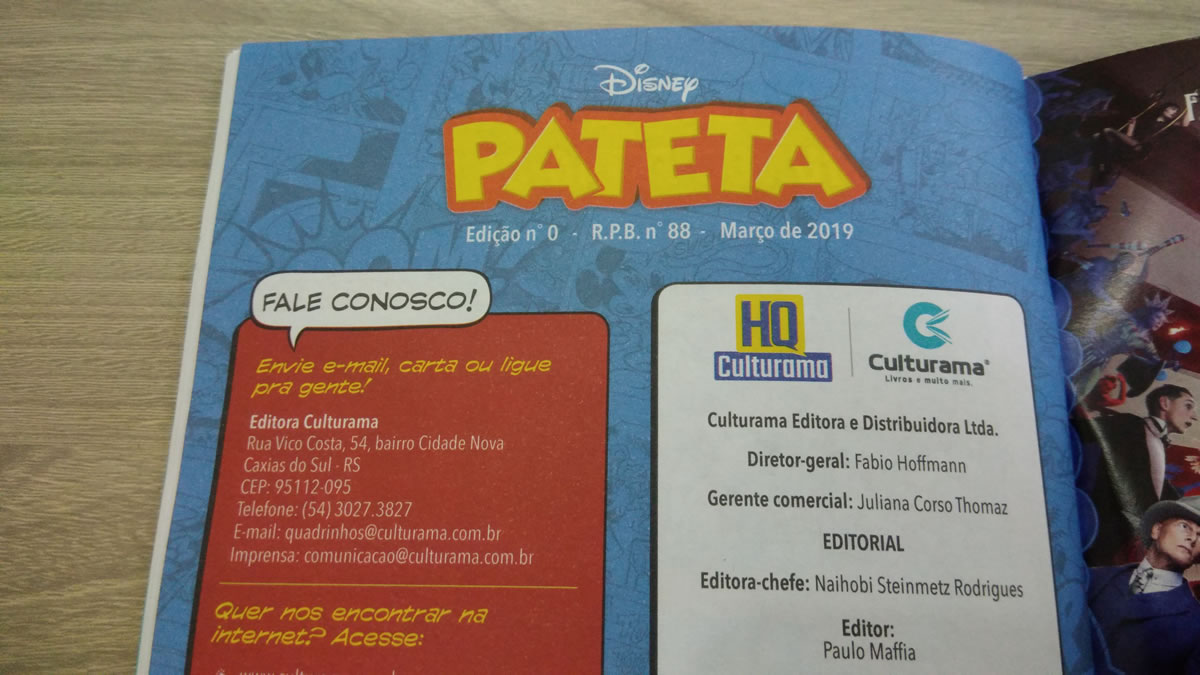 Disney
PATETA
Edição nº 0 - R.P.B. nº 88 - Março de 2019
FALE CONOSCO!
Envie e-mail, carta ou ligue
pra gente!
Editora Culturama
Rua Vico Costa, 54, bairro Cidade Nova
Caxias do Sul - RS
CEP: 95112-095
Telefone: (54) 3027.3827
E-mail: quadrinhos@culturama.com.br
Imprensa: comunicacao@culturama.com.br
Quer nos encontrar na
internet? Acesse:
HQ
Culturama
Culturama®
Livros e muito mais.
Culturama Editora e Distribuidora Ltda.
Diretor-geral: Fabio Hoffmann
Gerente comercial: Juliana Corso Thomaz
EDITORIAL
Editora-chefe: Naihobi Steinmetz Rodrigues
Editor:
Paulo Maffia